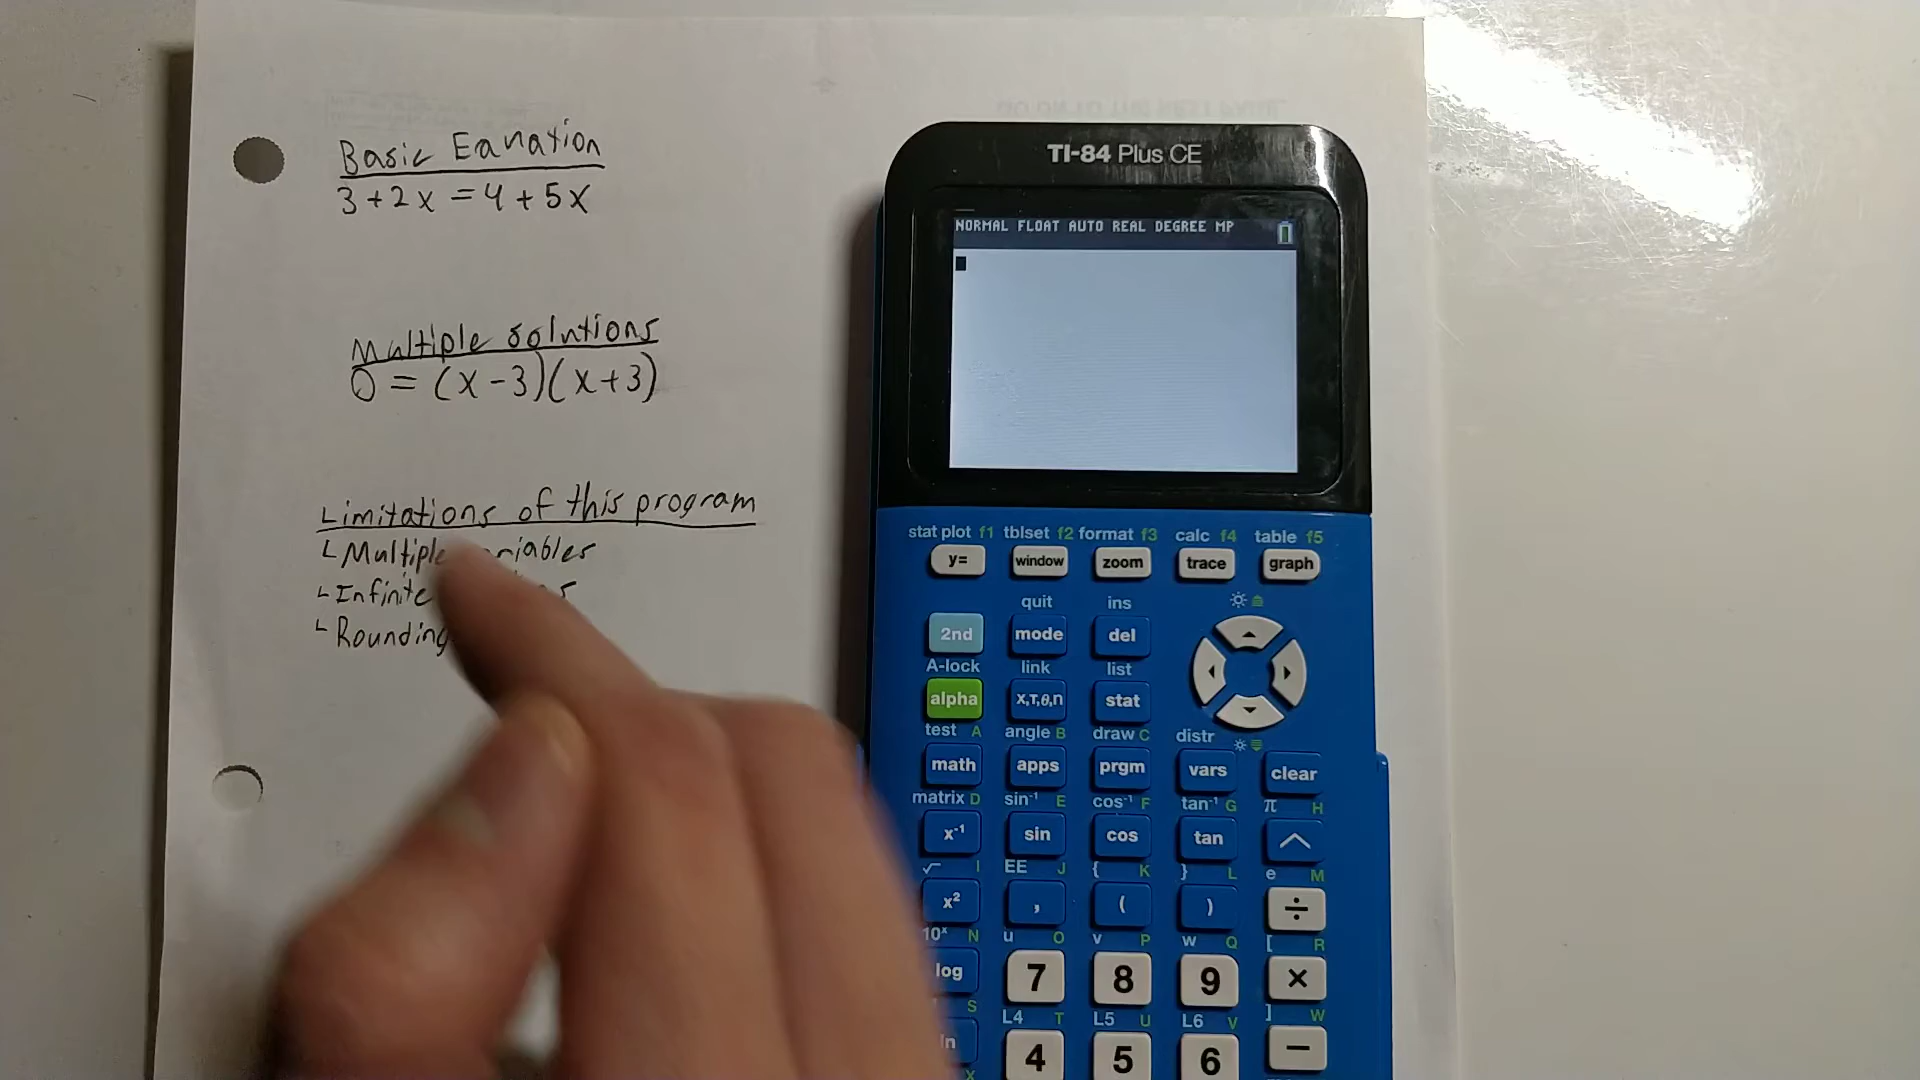 Basic Eauation
3+2x=4+5x
Multiple solutions
0=(x-3)(x+3)
Limitations of this program
Multiple
Infinite
Rounding
TI-84 Plus CE
NORMAL FLOAT AUTO REAL DEGREE MP
stat plot f1 tblset f2 format f3 calc f4 table f5
y= window zoom trace graph
quit ins
2nd mode del
A-lock link list
alpha X,T,θ,n stat
test A angle B draw C distr
math apps prgm vars clear
matrix D sin⁻¹ E cos⁻¹ F tan⁻¹ G π H
x⁻¹ sin cos tan ^
√ I EE J { K } L e M
x² , ( ) ÷
10ˣ N u O v P w Q [ R
log 7 8 9 ×
S L4 T L5 U L6 V ] W
ln 4 5 6 −
X